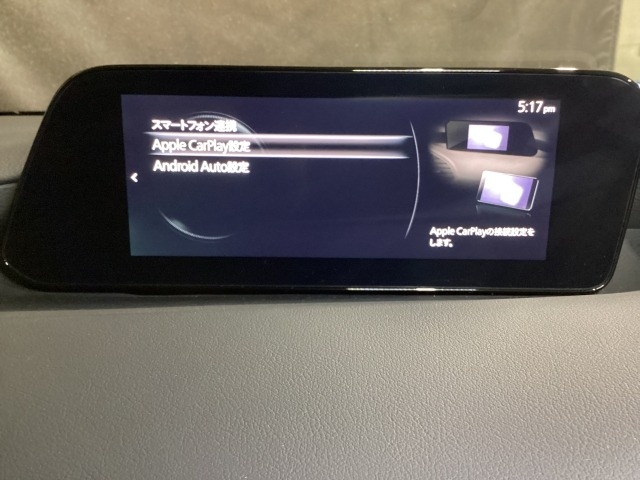 5:17 pm
スマートフォン連携
Apple CarPlay設定
Android Auto設定
Apple CarPlayの接続設定を
します。